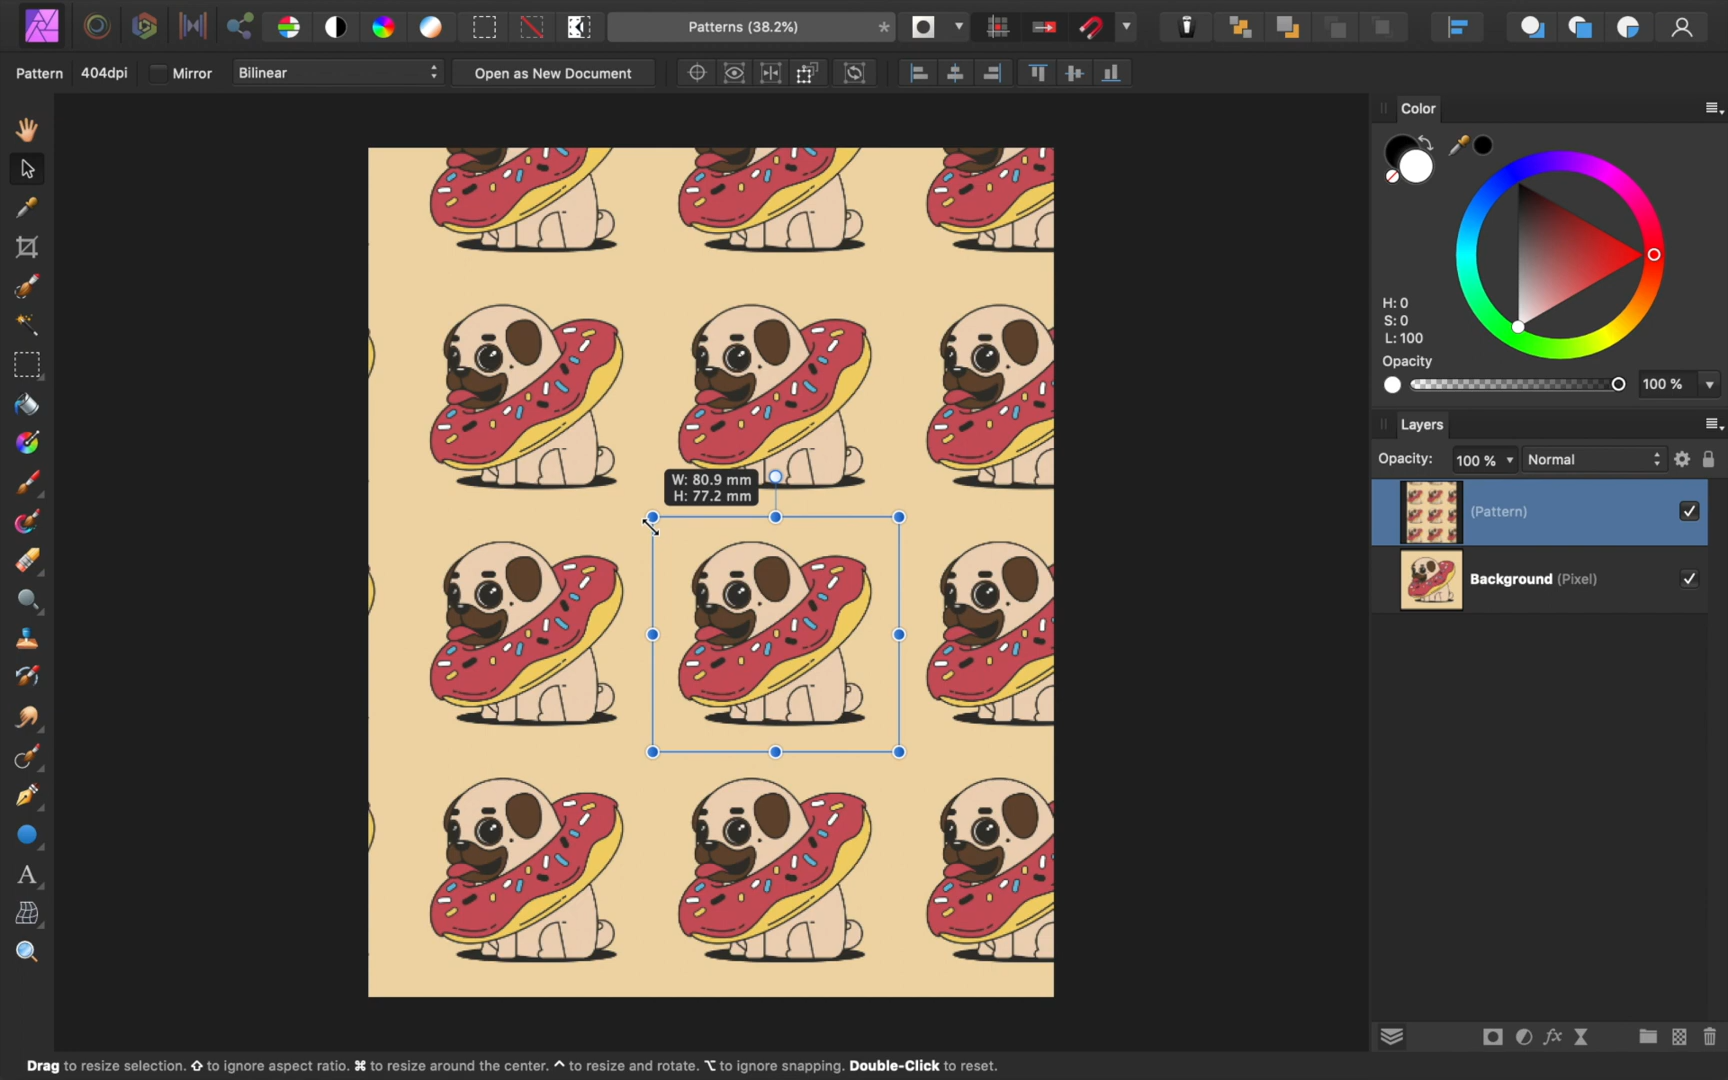 Patterns (38.2%) *
Pattern 404dpi Mirror Bilinear Open as New Document
Color
H: 0
S: 0
L: 100
Opacity
100 %
Layers
Opacity: 100 % Normal
W: 80.9 mm
H: 77.2 mm
(Pattern)
Background (Pixel)
A
fx
Drag to resize selection. ⇧ to ignore aspect ratio. ⌘ to resize around the center. ^ to resize and rotate. ⌥ to ignore snapping. Double-Click to reset.